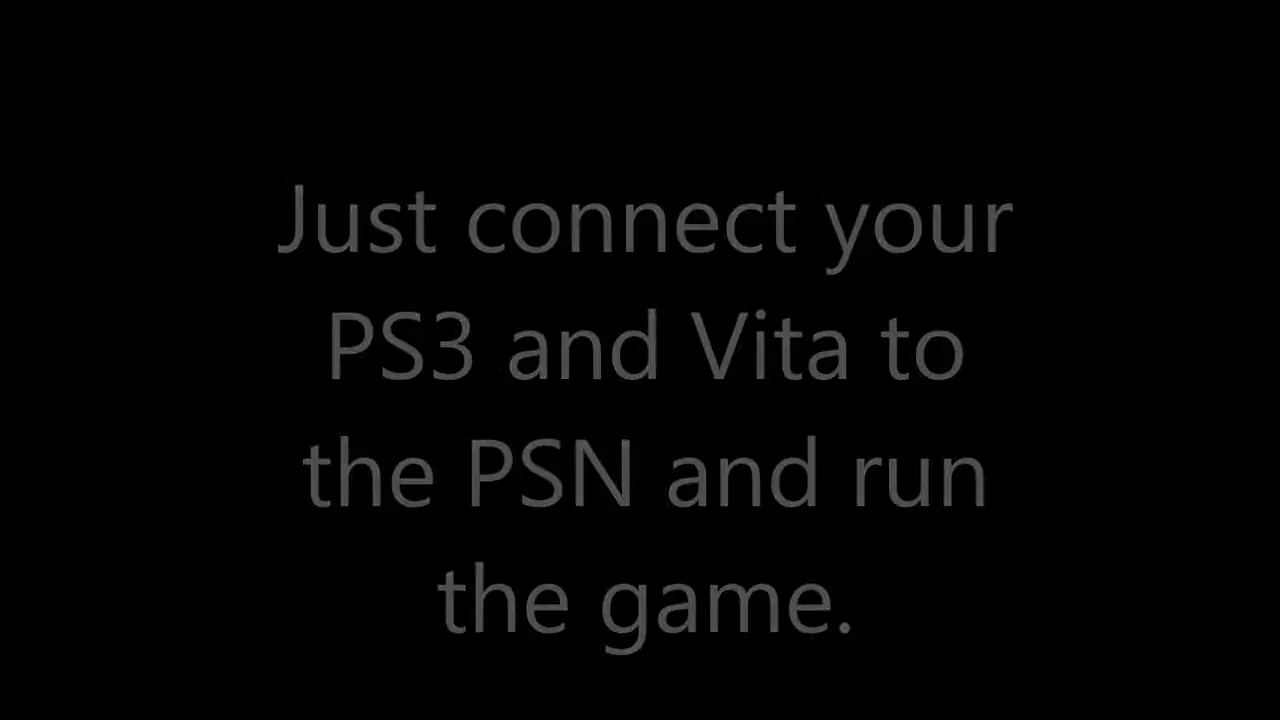 Just connect your
PS3 and Vita to
the PSN and run
the game.